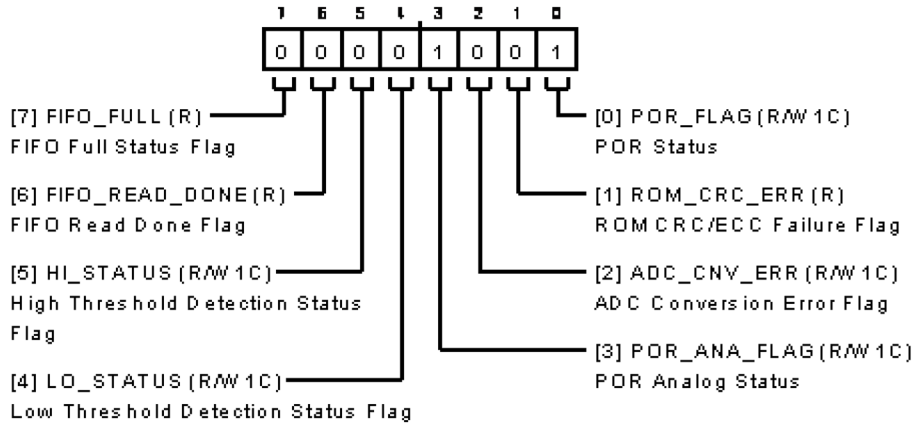 7 6 5 4 3 2 1 0
0 0 0 0 1 0 0 1
[7] FIFO_FULL (R)
FIFO Full Status Flag
[6] FIFO_READ_DONE (R)
FIFO Read Done Flag
[5] HI_STATUS (R/W1C)
High Threshold Detection Status
Flag
[4] LO_STATUS (R/W1C)
Low Threshold Detection Status Flag
[0] POR_FLAG (R/W1C)
POR Status
[1] ROM_CRC_ERR (R)
ROM CRC/ECC Failure Flag
[2] ADC_CNV_ERR (R/W1C)
ADC Conversion Error Flag
[3] POR_ANA_FLAG (R/W1C)
POR Analog Status